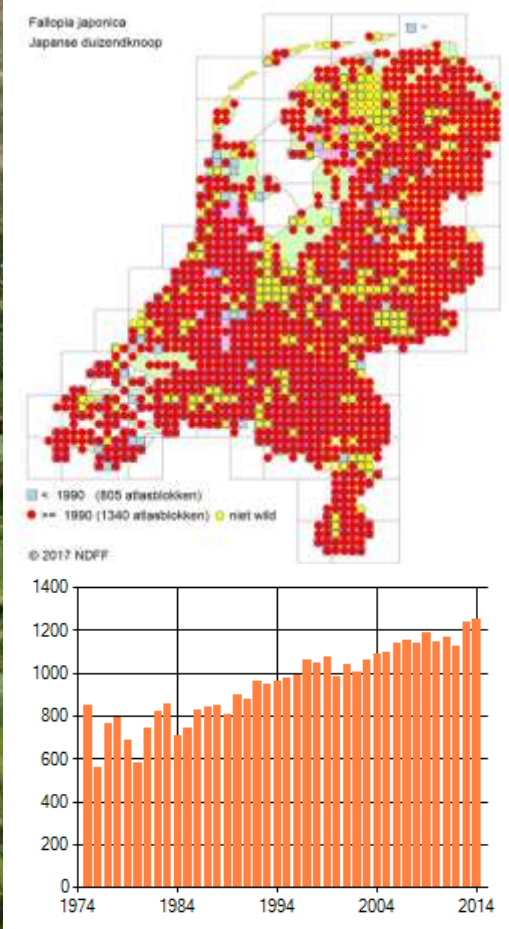 Fallopia japonica
Japanse duizendknoop
< 1990 (805 atlasblokken)
>= 1990 (1340 atlasblokken) niet wild
© 2017 NDFF
1400
1200
1000
800
600
400
200
0
1974 1984 1994 2004 2014